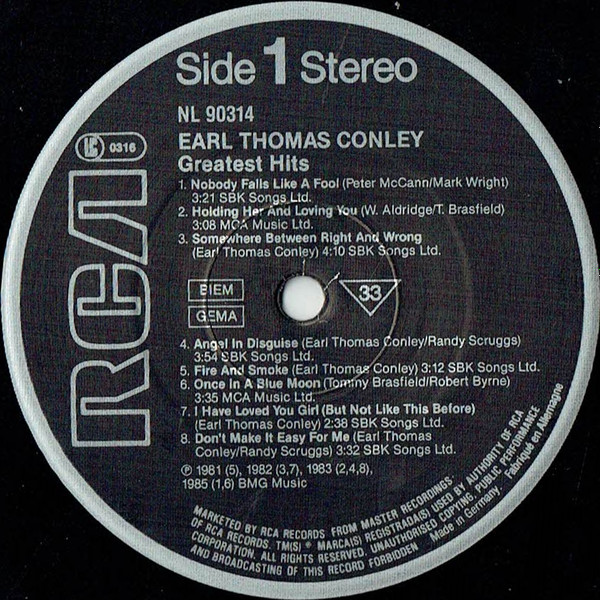 Side 1 Stereo
NL 90314
EARL THOMAS CONLEY
Greatest Hits
LC 0316
RCA
1. Nobody Falls Like A Fool (Peter McCann/Mark Wright)
3:21 SBK Songs Ltd.
2. Holding Her And Loving You (W. Aldridge/T. Brasfield)
3:08 MCA Music Ltd.
3. Somewhere Between Right And Wrong
(Earl Thomas Conley) 4:10 SBK Songs Ltd.
BIEM
GEMA
33
4. Angel In Disguise (Earl Thomas Conley/Randy Scruggs)
3:54 SBK Songs Ltd.
5. Fire And Smoke (Earl Thomas Conley) 3:12 SBK Songs Ltd.
6. Once In A Blue Moon (Tommy Brasfield/Robert Byrne)
3:35 MCA Music Ltd.
7. I Have Loved You Girl (But Not Like This Before)
(Earl Thomas Conley) 2:38 SBK Songs Ltd.
8. Don't Make It Easy For Me (Earl Thomas
Conley/Randy Scruggs) 3:32 SBK Songs Ltd.
℗ 1981 (5), 1982 (3,7), 1983 (2,4,8),
1985 (1,6) BMG Music
MARKETED BY RCA RECORDS FROM MASTER RECORDINGS
OF RCA RECORDS. TM(S) ® MARCA(S) REGISTRADA(S) USED BY AUTHORITY OF RCA
CORPORATION. ALL RIGHTS RESERVED. UNAUTHORISED COPYING, PUBLIC PERFORMANCE
AND BROADCASTING OF THIS RECORD FORBIDDEN Made in Germany. Fabriqué en Allemagne